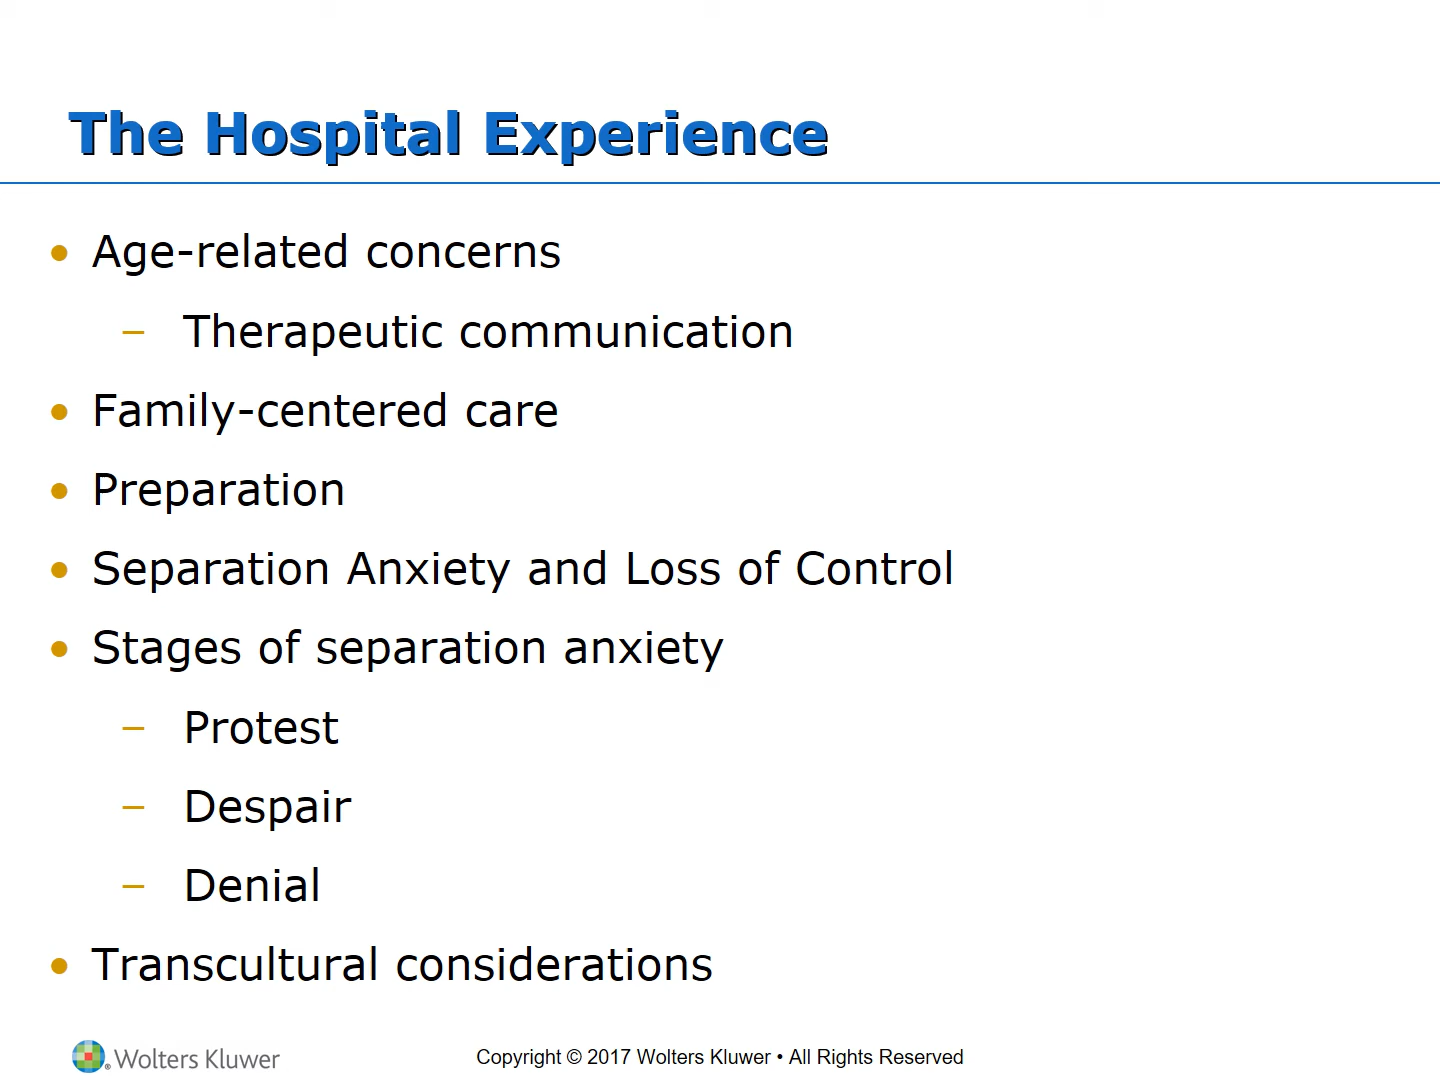 The Hospital Experience
• Age-related concerns
– Therapeutic communication
• Family-centered care
• Preparation
• Separation Anxiety and Loss of Control
• Stages of separation anxiety
– Protest
– Despair
– Denial
• Transcultural considerations
® Wolters Kluwer
Copyright © 2017 Wolters Kluwer • All Rights Reserved